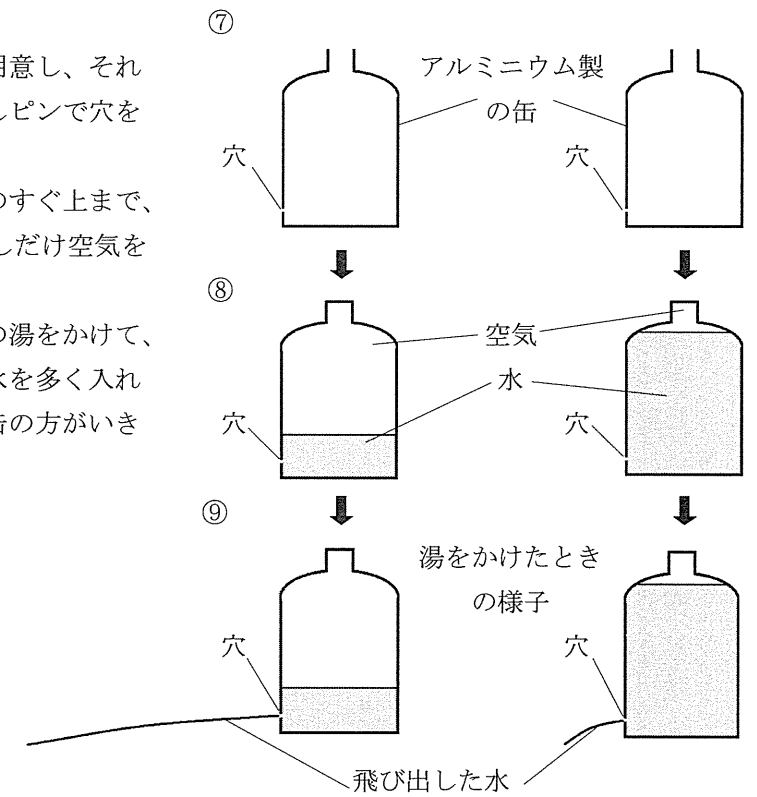 ⑦
用意し、それ
ピンで穴を
すぐ上まで、
しだけ空気を
の湯をかけて、
水を多く入れ
缶の方がいき
アルミニウム製
の缶
穴
穴
⑧
空気
水
穴
穴
⑨
湯をかけたとき
の様子
穴
穴
飛び出した水